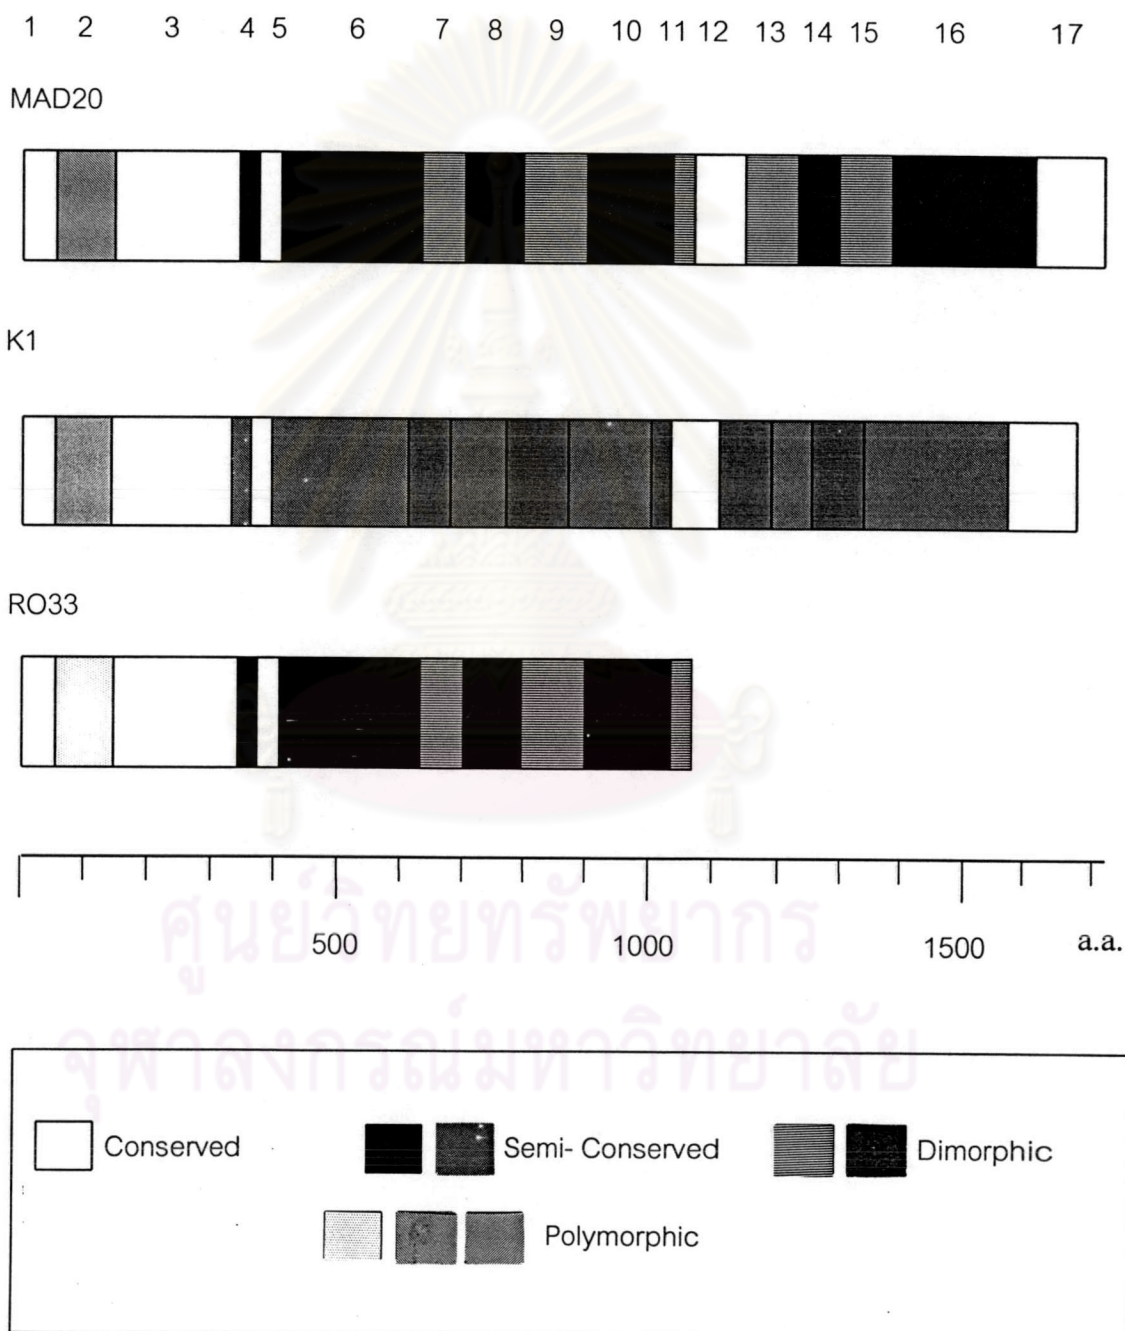 1 2 3 4 5 6 7 8 9 10 11 12 13 14 15 16 17
MAD20
K1
RO33
500 1000 1500 a.a.
ศูนย์วิทยทรัพยากร
จุฬาลงกรณ์มหาวิทยาลัย
Conserved Semi- Conserved Dimorphic
Polymorphic